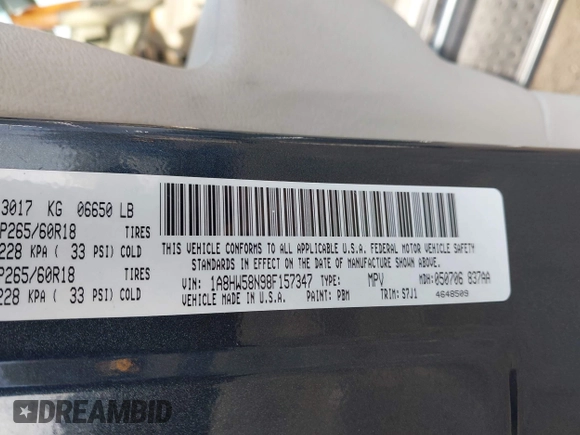 3017 KG 06650 LB
P265/60R18 TIRES
228 KPA ( 33 PSI) COLD
P265/60R18 TIRES
228 KPA ( 33 PSI) COLD
THIS VEHICLE CONFORMS TO ALL APPLICABLE U.S.A. FEDERAL MOTOR VEHICLE SAFETY
STANDARDS IN EFFECT ON THE DATE OF MANUFACTURE SHOWN ABOVE.
VIN: 1A8HW58N98F157347 TYPE: MPV MDH: 050706 837AA
VEHICLE MADE IN U.S.A. PAINT: PBM TRIM: S7J1 4648509
DREAMBID